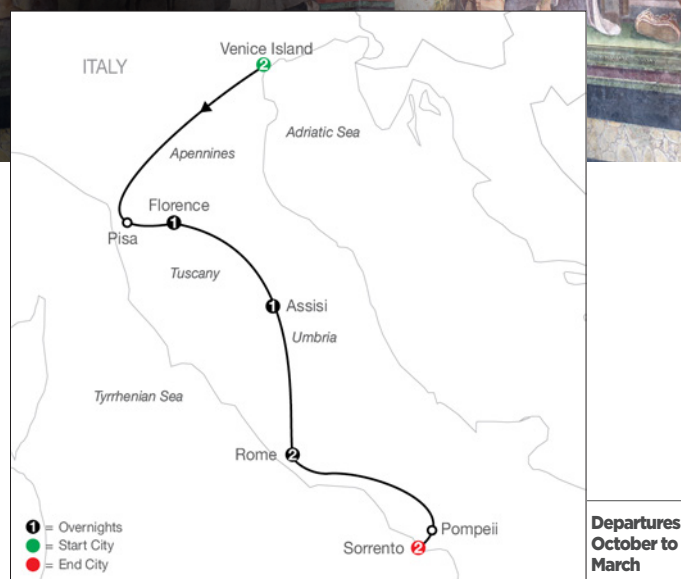 Venice Island
2
ITALY
Adriatic Sea
Apennines
Florence
1
Pisa
Tuscany
1 Assisi
Umbria
Tyrrhenian Sea
Rome 2
Pompeii
Sorrento 2
1 = Overnights
= Start City
= End City
Departures
October to
March